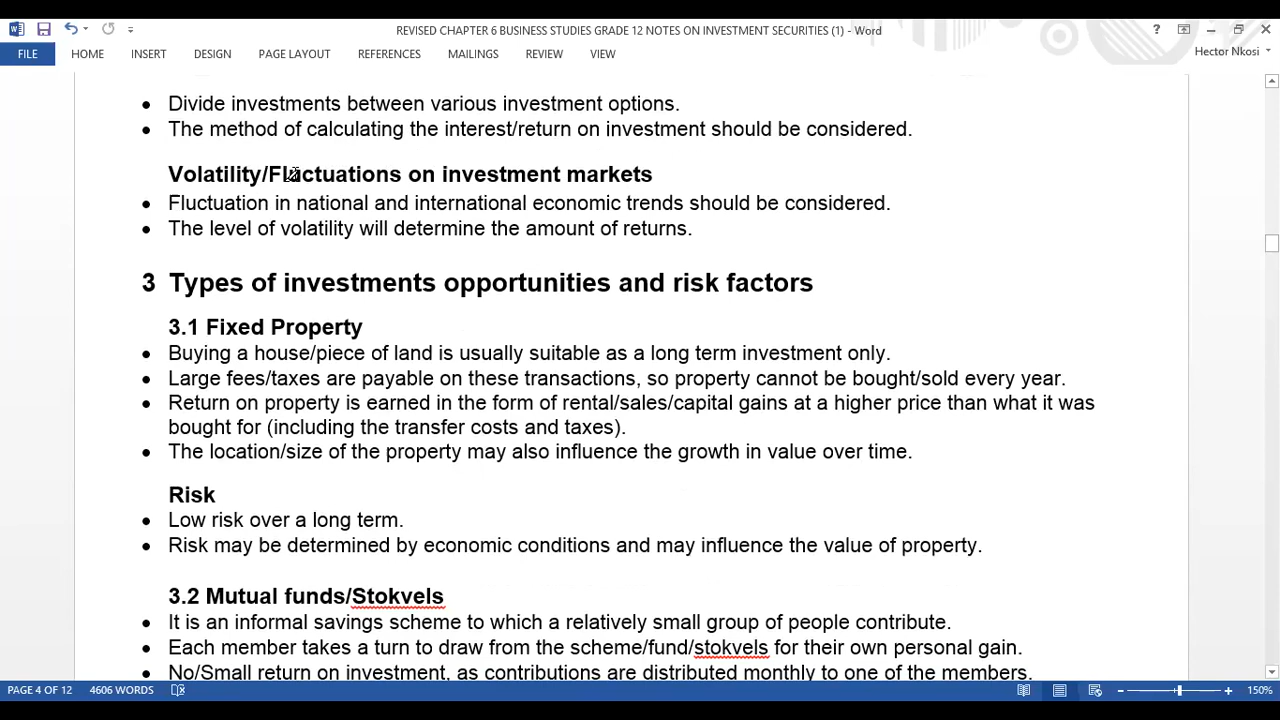 REVISED CHAPTER 6 BUSINESS STUDIES GRADE 12 NOTES ON INVESTMENT SECURITIES (1) - Word
FILE HOME INSERT DESIGN PAGE LAYOUT REFERENCES MAILINGS REVIEW VIEW Hector Nkosi
• Divide investments between various investment options.
• The method of calculating the interest/return on investment should be considered.
Volatility/Fluctuations on investment markets
• Fluctuation in national and international economic trends should be considered.
• The level of volatility will determine the amount of returns.
3 Types of investments opportunities and risk factors
3.1 Fixed Property
• Buying a house/piece of land is usually suitable as a long term investment only.
• Large fees/taxes are payable on these transactions, so property cannot be bought/sold every year.
• Return on property is earned in the form of rental/sales/capital gains at a higher price than what it was
bought for (including the transfer costs and taxes).
• The location/size of the property may also influence the growth in value over time.
Risk
• Low risk over a long term.
• Risk may be determined by economic conditions and may influence the value of property.
3.2 Mutual funds/Stokvels
• It is an informal savings scheme to which a relatively small group of people contribute.
• Each member takes a turn to draw from the scheme/fund/stokvels for their own personal gain.
• No/Small return on investment, as contributions are distributed monthly to one of the members.
PAGE 4 OF 12 4606 WORDS 150%